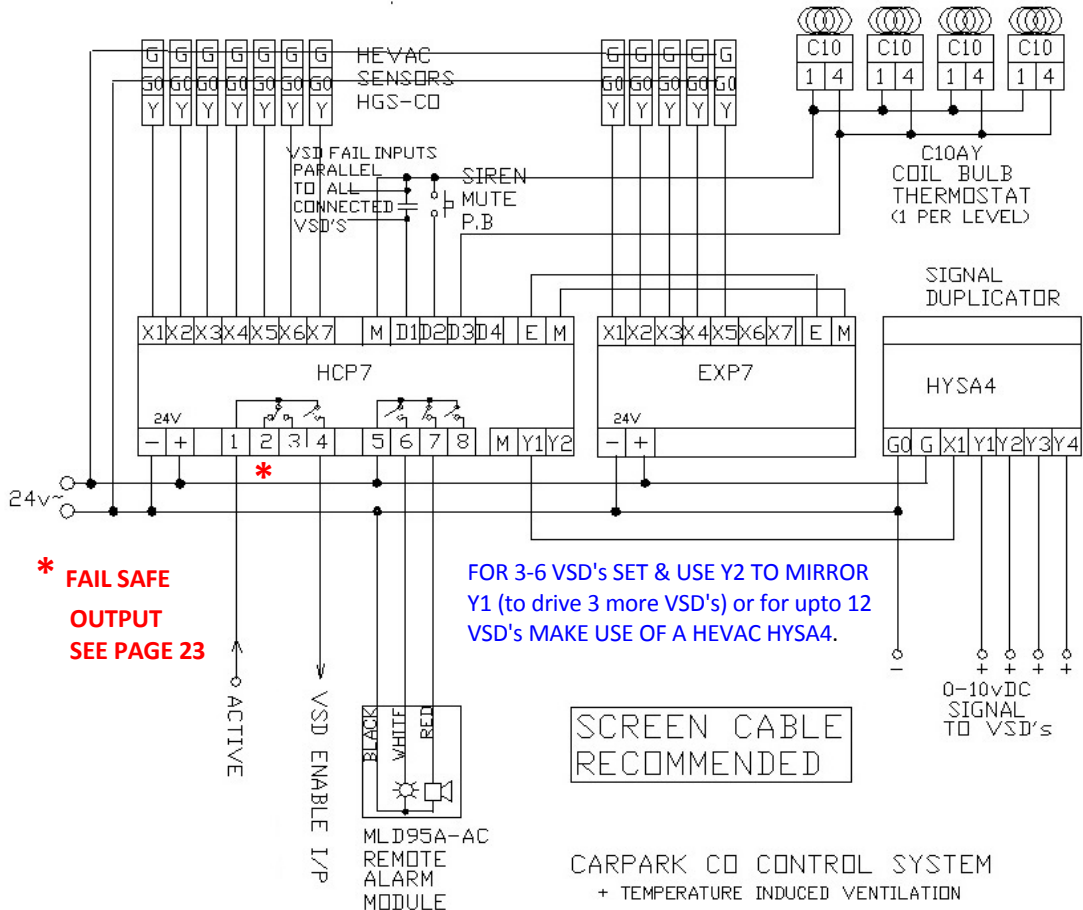 G G G G G G G
G0 G0 G0 G0 G0 G0 G0
Y Y Y Y Y Y Y
HEVAC
SENSORS
HGS-CO
G G G G G
G0 G0 G0 G0 G0
Y Y Y Y Y
C10 C10 C10 C10
1 4 1 4 1 4 1 4
C10AY
COIL BULB
THERMOSTAT
(1 PER LEVEL)
VSD FAIL INPUTS
PARALLEL
TO ALL
CONNECTED
VSD'S
SIREN
MUTE
P.B
SIGNAL
DUPLICATOR
X1 X2 X3 X4 X5 X6 X7 M D1 D2 D3 D4 E M
HCP7
24V
- + 1 2 3 4 5 6 7 8 M Y1 Y2
X1 X2 X3 X4 X5 X6 X7 E M
EXP7
24V
- +
HYSA4
G0 G X1 Y1 Y2 Y3 Y4
*
24v~
* FAIL SAFE
OUTPUT
SEE PAGE 23
FOR 3-6 VSD's SET & USE Y2 TO MIRROR
Y1 (to drive 3 more VSD's) or for upto 12
VSD's MAKE USE OF A HEVAC HYSA4.
ACTIVE
VSD ENABLE I/P
BLACK
WHITE
RED
MLD95A-AC
REMOTE
ALARM
MODULE
SCREEN CABLE
RECOMMENDED
- + + + +
0-10vDC
SIGNAL
TO VSD's
CARPARK CO CONTROL SYSTEM
+ TEMPERATURE INDUCED VENTILATION